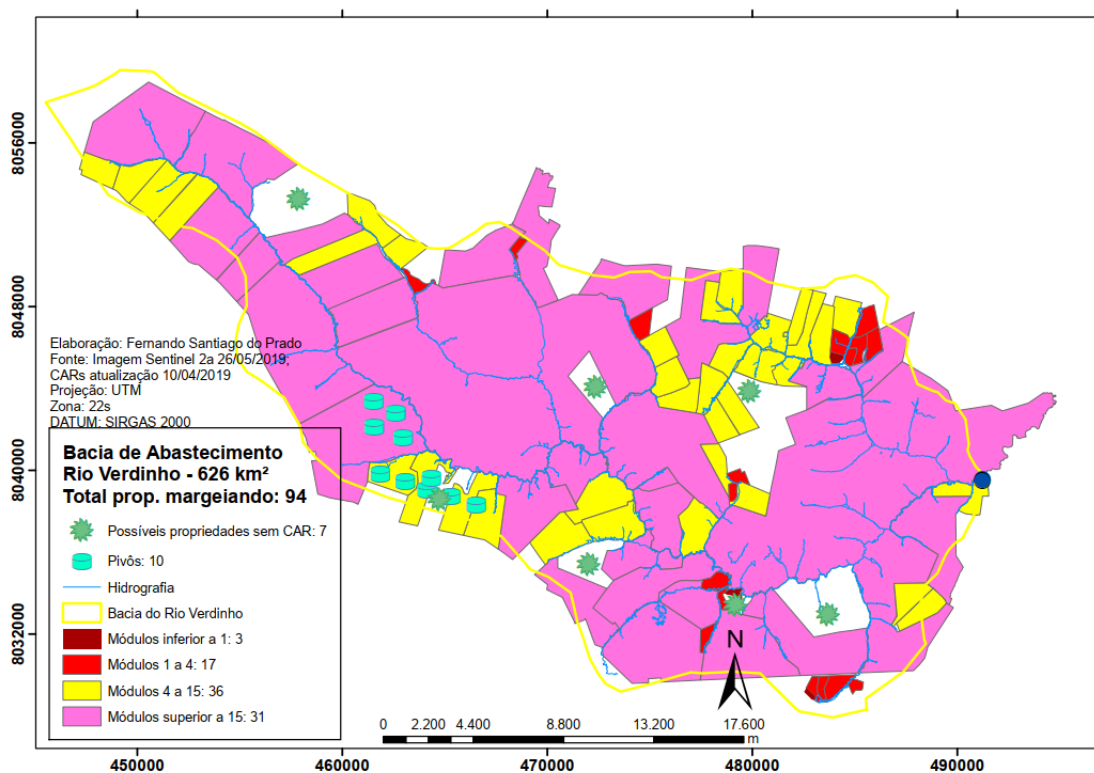 8056000
8048000
8040000
8032000
Elaboração: Fernando Santiago do Prado
Fonte: Imagem Sentinel 2a 26/05/2019,
CARs atualização 10/04/2019
Projeção: UTM
Zona: 22s
DATUM: SIRGAS 2000
Bacia de Abastecimento
Rio Verdinho - 626 km²
Total prop. margeiando: 94
Possíveis propriedades sem CAR: 7
Pivôs: 10
Hidrografia
Bacia do Rio Verdinho
Módulos inferior a 1: 3
Módulos 1 a 4: 17
Módulos 4 a 15: 36
Módulos superior a 15: 31
N
0 2.200 4.400 8.800 13.200 17.600
m
450000 460000 470000 480000 490000